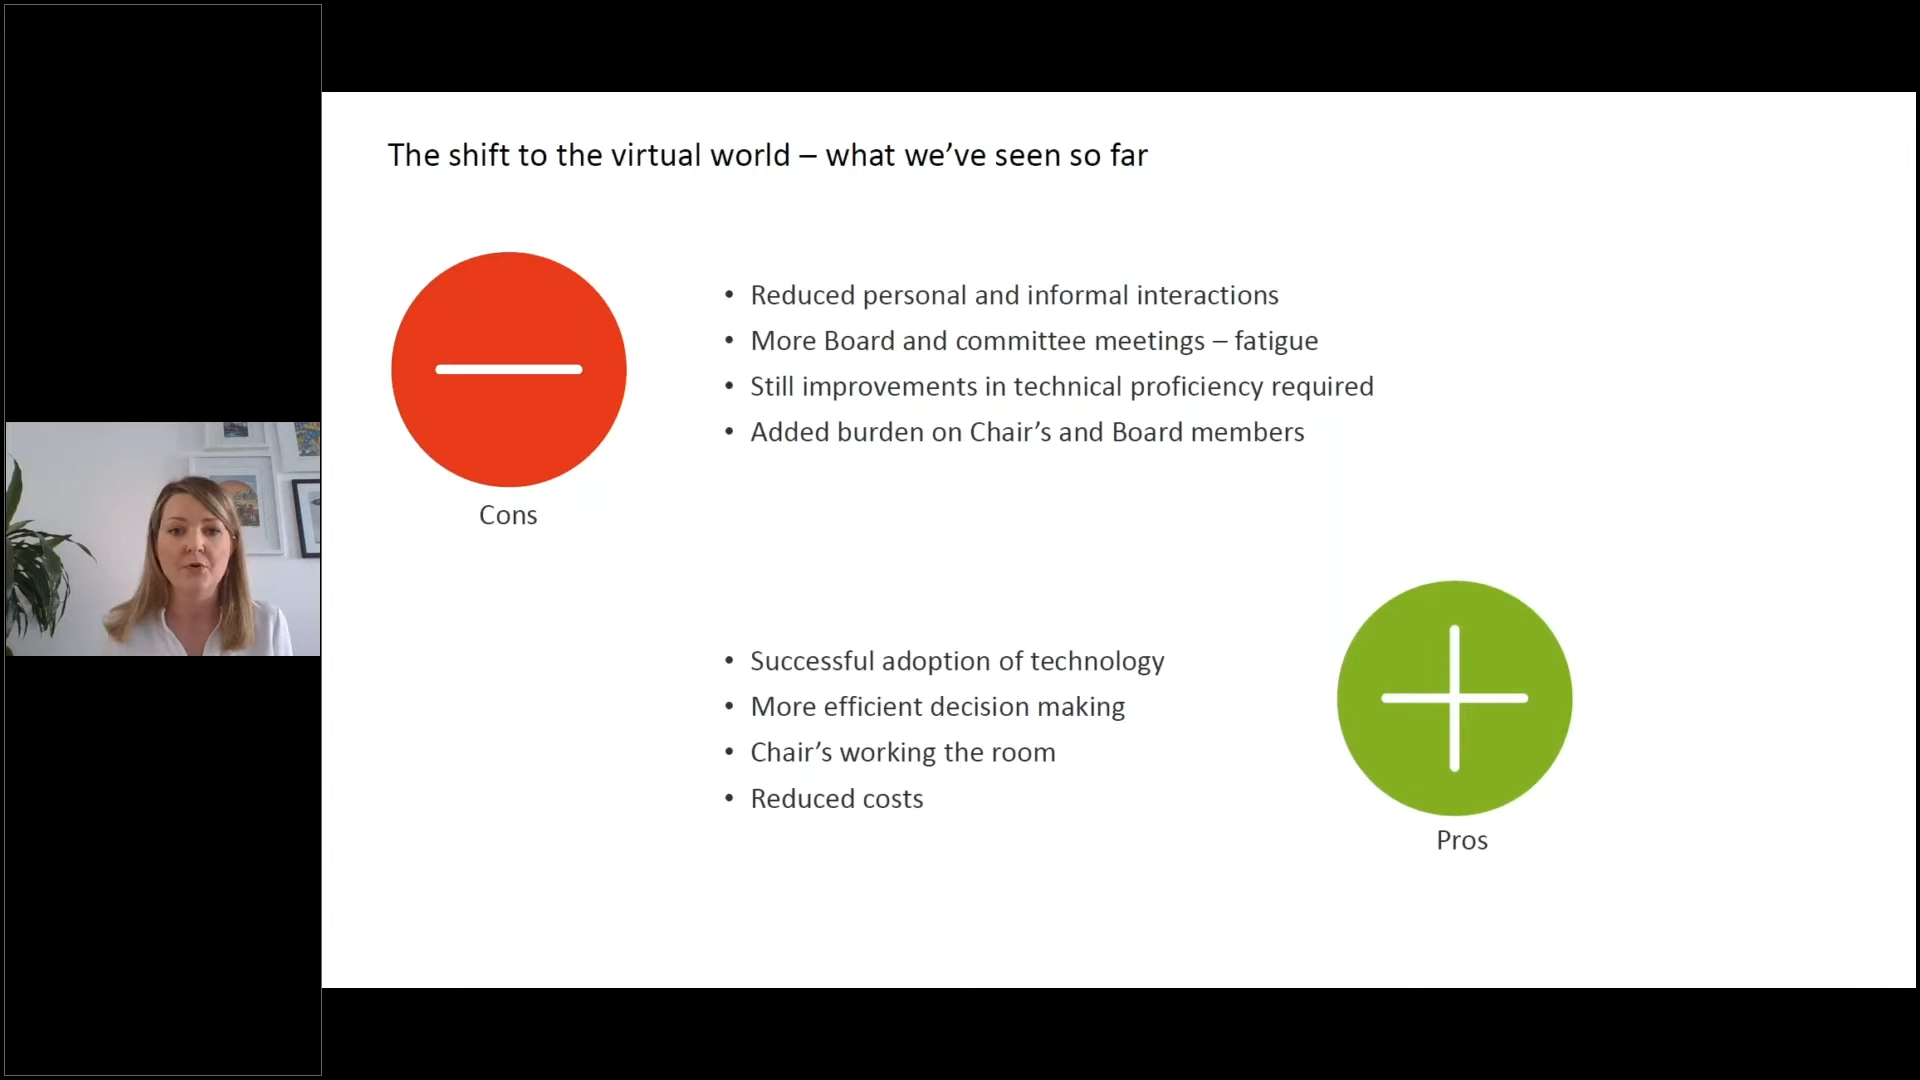 The shift to the virtual world – what we’ve seen so far
• Reduced personal and informal interactions
• More Board and committee meetings – fatigue
• Still improvements in technical proficiency required
• Added burden on Chair’s and Board members
Cons
• Successful adoption of technology
• More efficient decision making
• Chair’s working the room
• Reduced costs
Pros